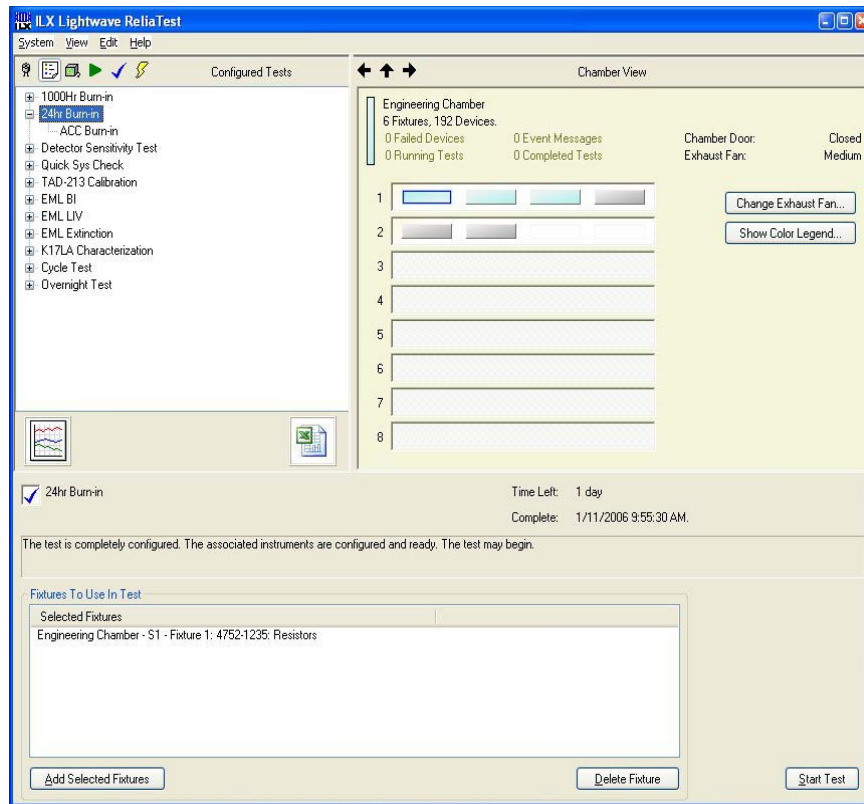 ILX Lightwave ReliaTest
System View Edit Help
Configured Tests
1000Hr Burn-in
24hr Burn-in
ACC Burn-in
Detector Sensitivity Test
Quick Sys Check
TAD-213 Calibration
EML BI
EML LIV
EML Extinction
K17LA Characterization
Cycle Test
Overnight Test
Chamber View
Engineering Chamber
6 Fixtures, 192 Devices.
0 Failed Devices 0 Event Messages Chamber Door: Closed
0 Running Tests 0 Completed Tests Exhaust Fan: Medium
1
Change Exhaust Fan...
2
Show Color Legend...
3
4
5
6
7
8
24hr Burn-in
Time Left: 1 day
Complete: 1/11/2006 9:55:30 AM.
The test is completely configured. The associated instruments are configured and ready. The test may begin.
Fixtures To Use In Test
Selected Fixtures
Engineering Chamber - S1 - Fixture 1: 4752-1235: Resistors
Add Selected Fixtures Delete Fixture Start Test